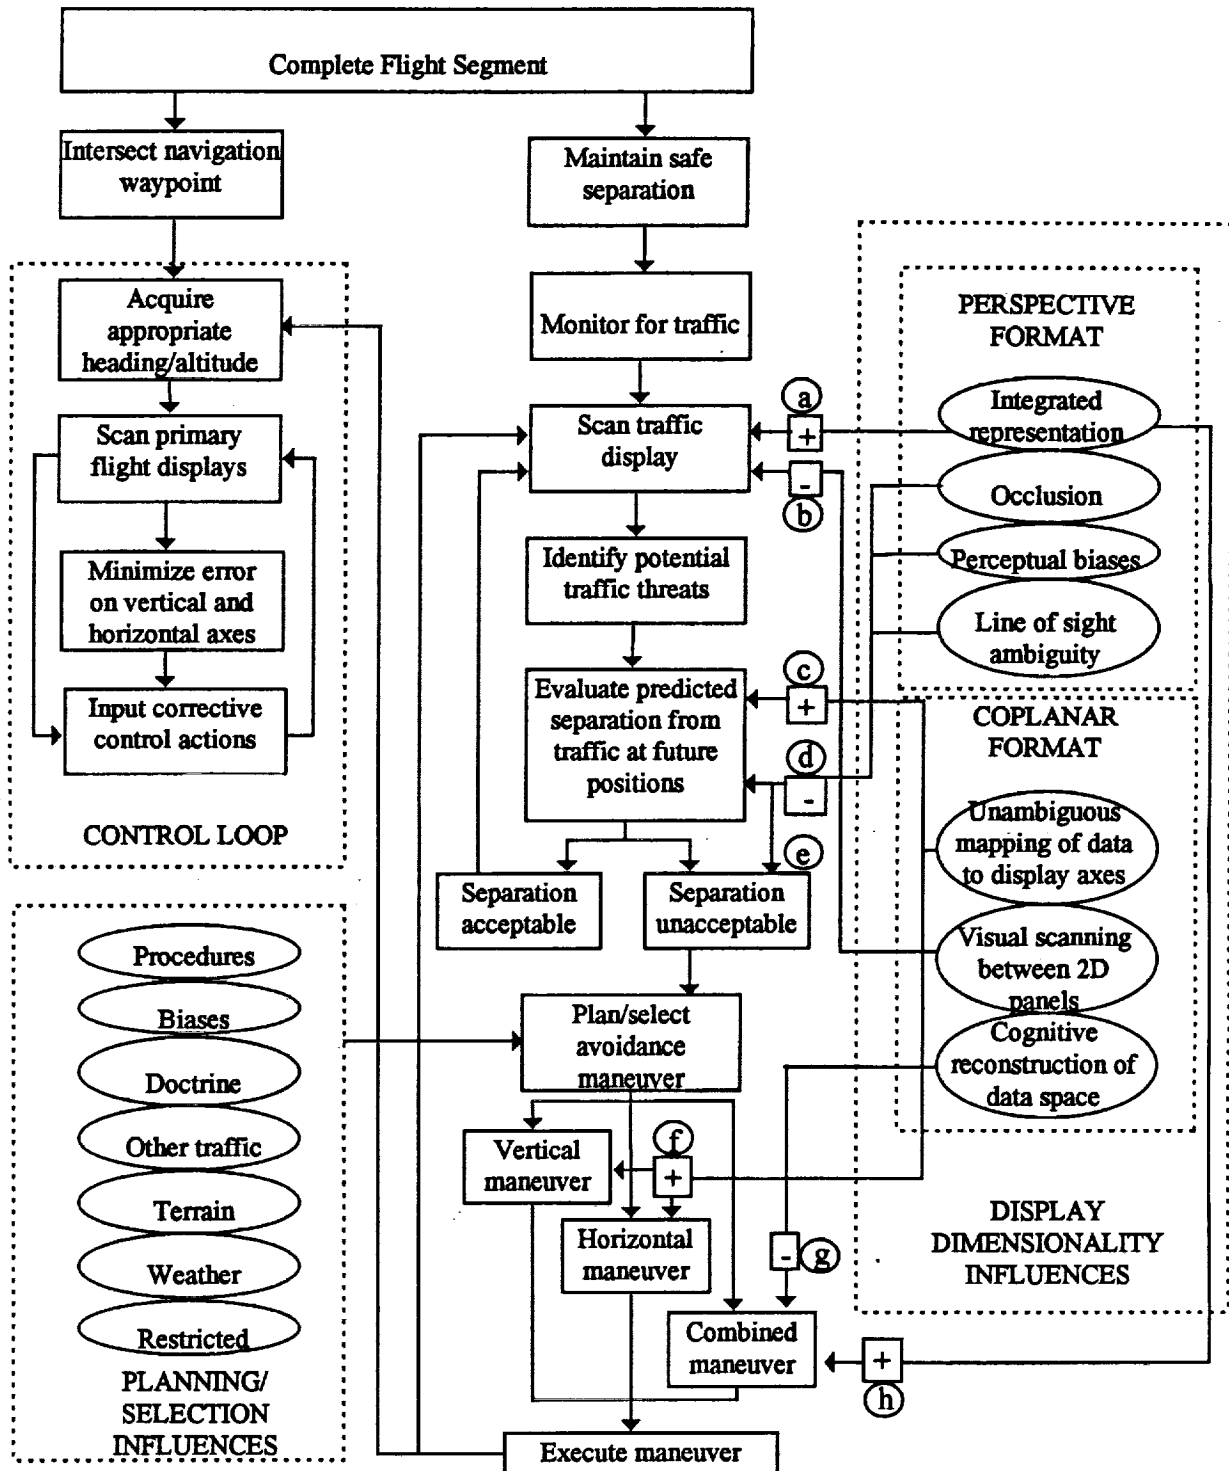 Complete Flight Segment
Intersect navigation
waypoint
Maintain safe
separation
Acquire
appropriate
heading/altitude
Monitor for traffic
Scan primary
flight displays
Scan traffic
display
Minimize error
on vertical and
horizontal axes
Identify potential
traffic threats
Input corrective
control actions
CONTROL LOOP
Evaluate predicted
separation from
traffic at future
positions
Separation
acceptable
Separation
unacceptable
a
+
-
b
c
+
d
-
e
PERSPECTIVE
FORMAT
Integrated
representation
Occlusion
Perceptual biases
Line of sight
ambiguity
COPLANAR
FORMAT
Unambiguous
mapping of data
to display axes
Visual scanning
between 2D
panels
Cognitive
reconstruction of
data space
DISPLAY
DIMENSIONALITY
INFLUENCES
Procedures
Biases
Doctrine
Other traffic
Terrain
Weather
Restricted
PLANNING/
SELECTION
INFLUENCES
Plan/select
avoidance
maneuver
Vertical
maneuver
f
+
Horizontal
maneuver
-
g
Combined
maneuver
+
h
Execute maneuver